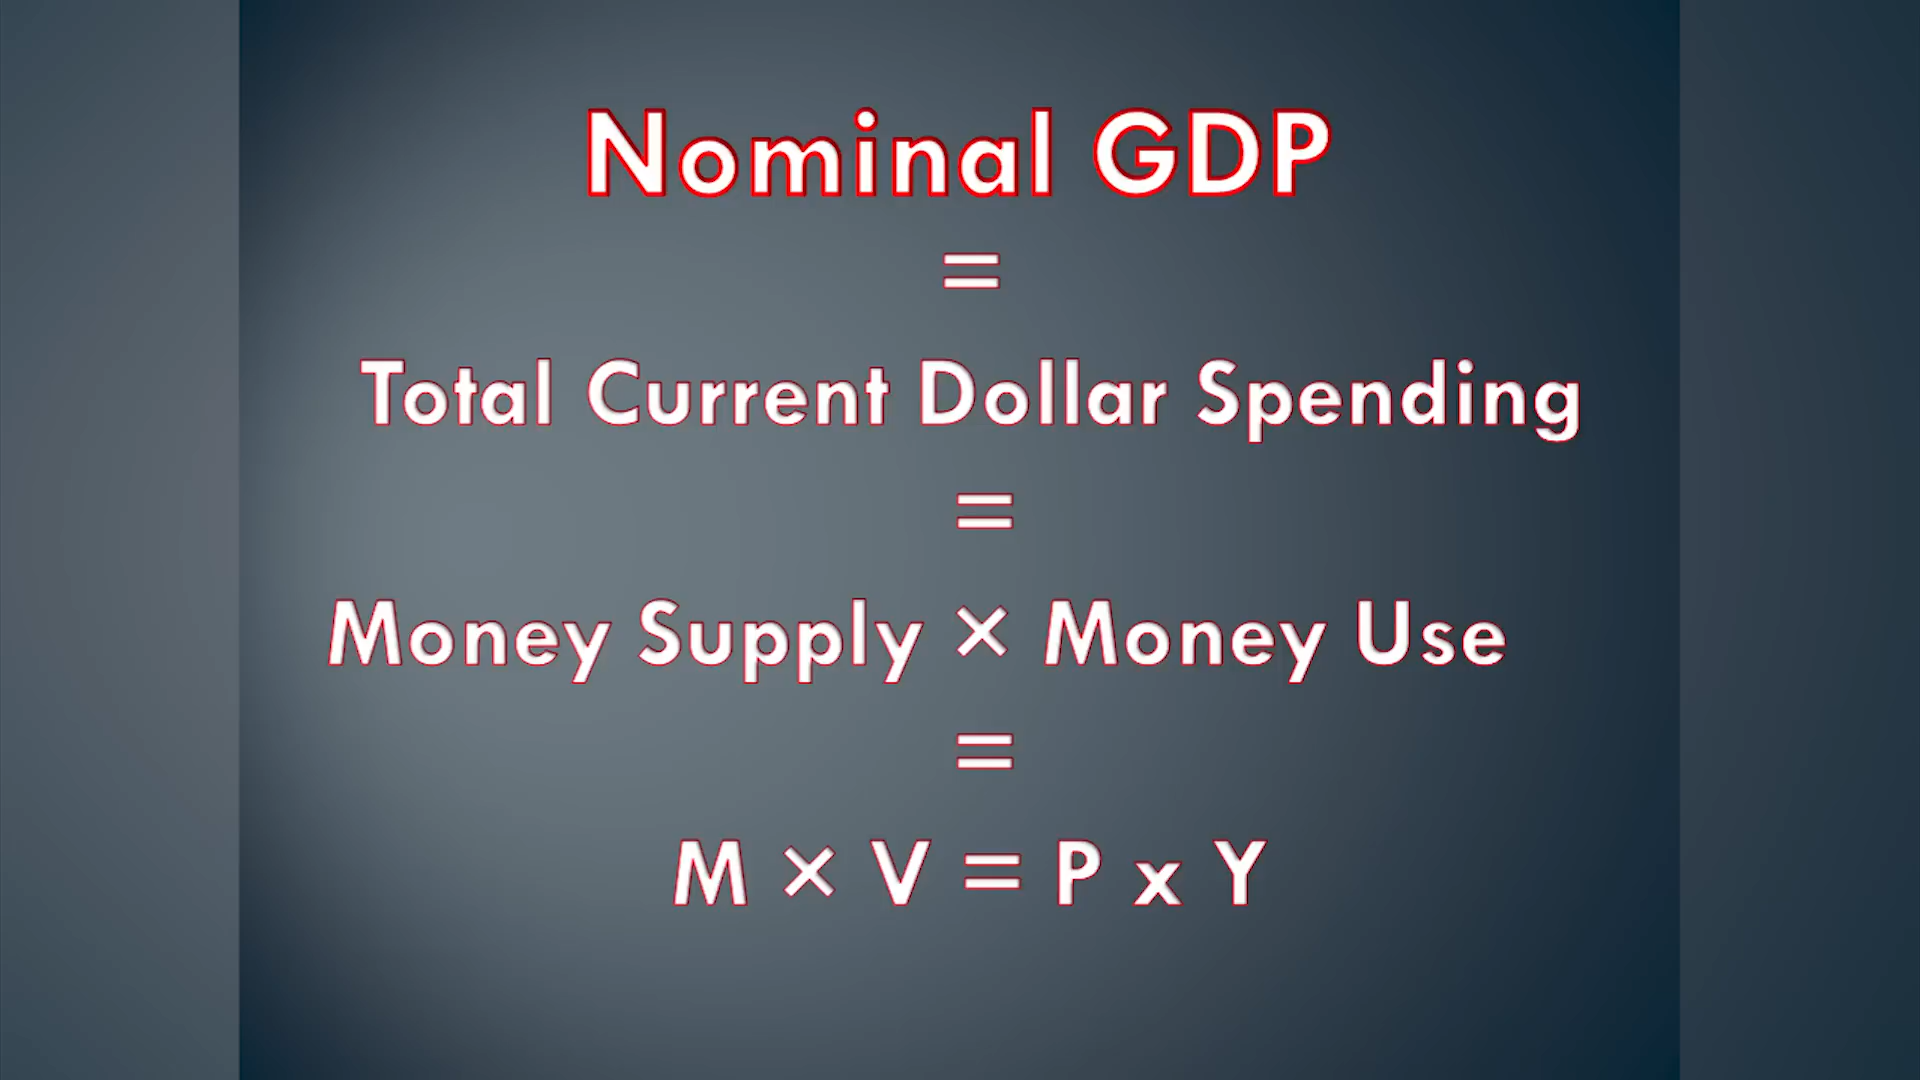 Nominal GDP
=
Total Current Dollar Spending
=
Money Supply × Money Use
=
M × V = P x Y